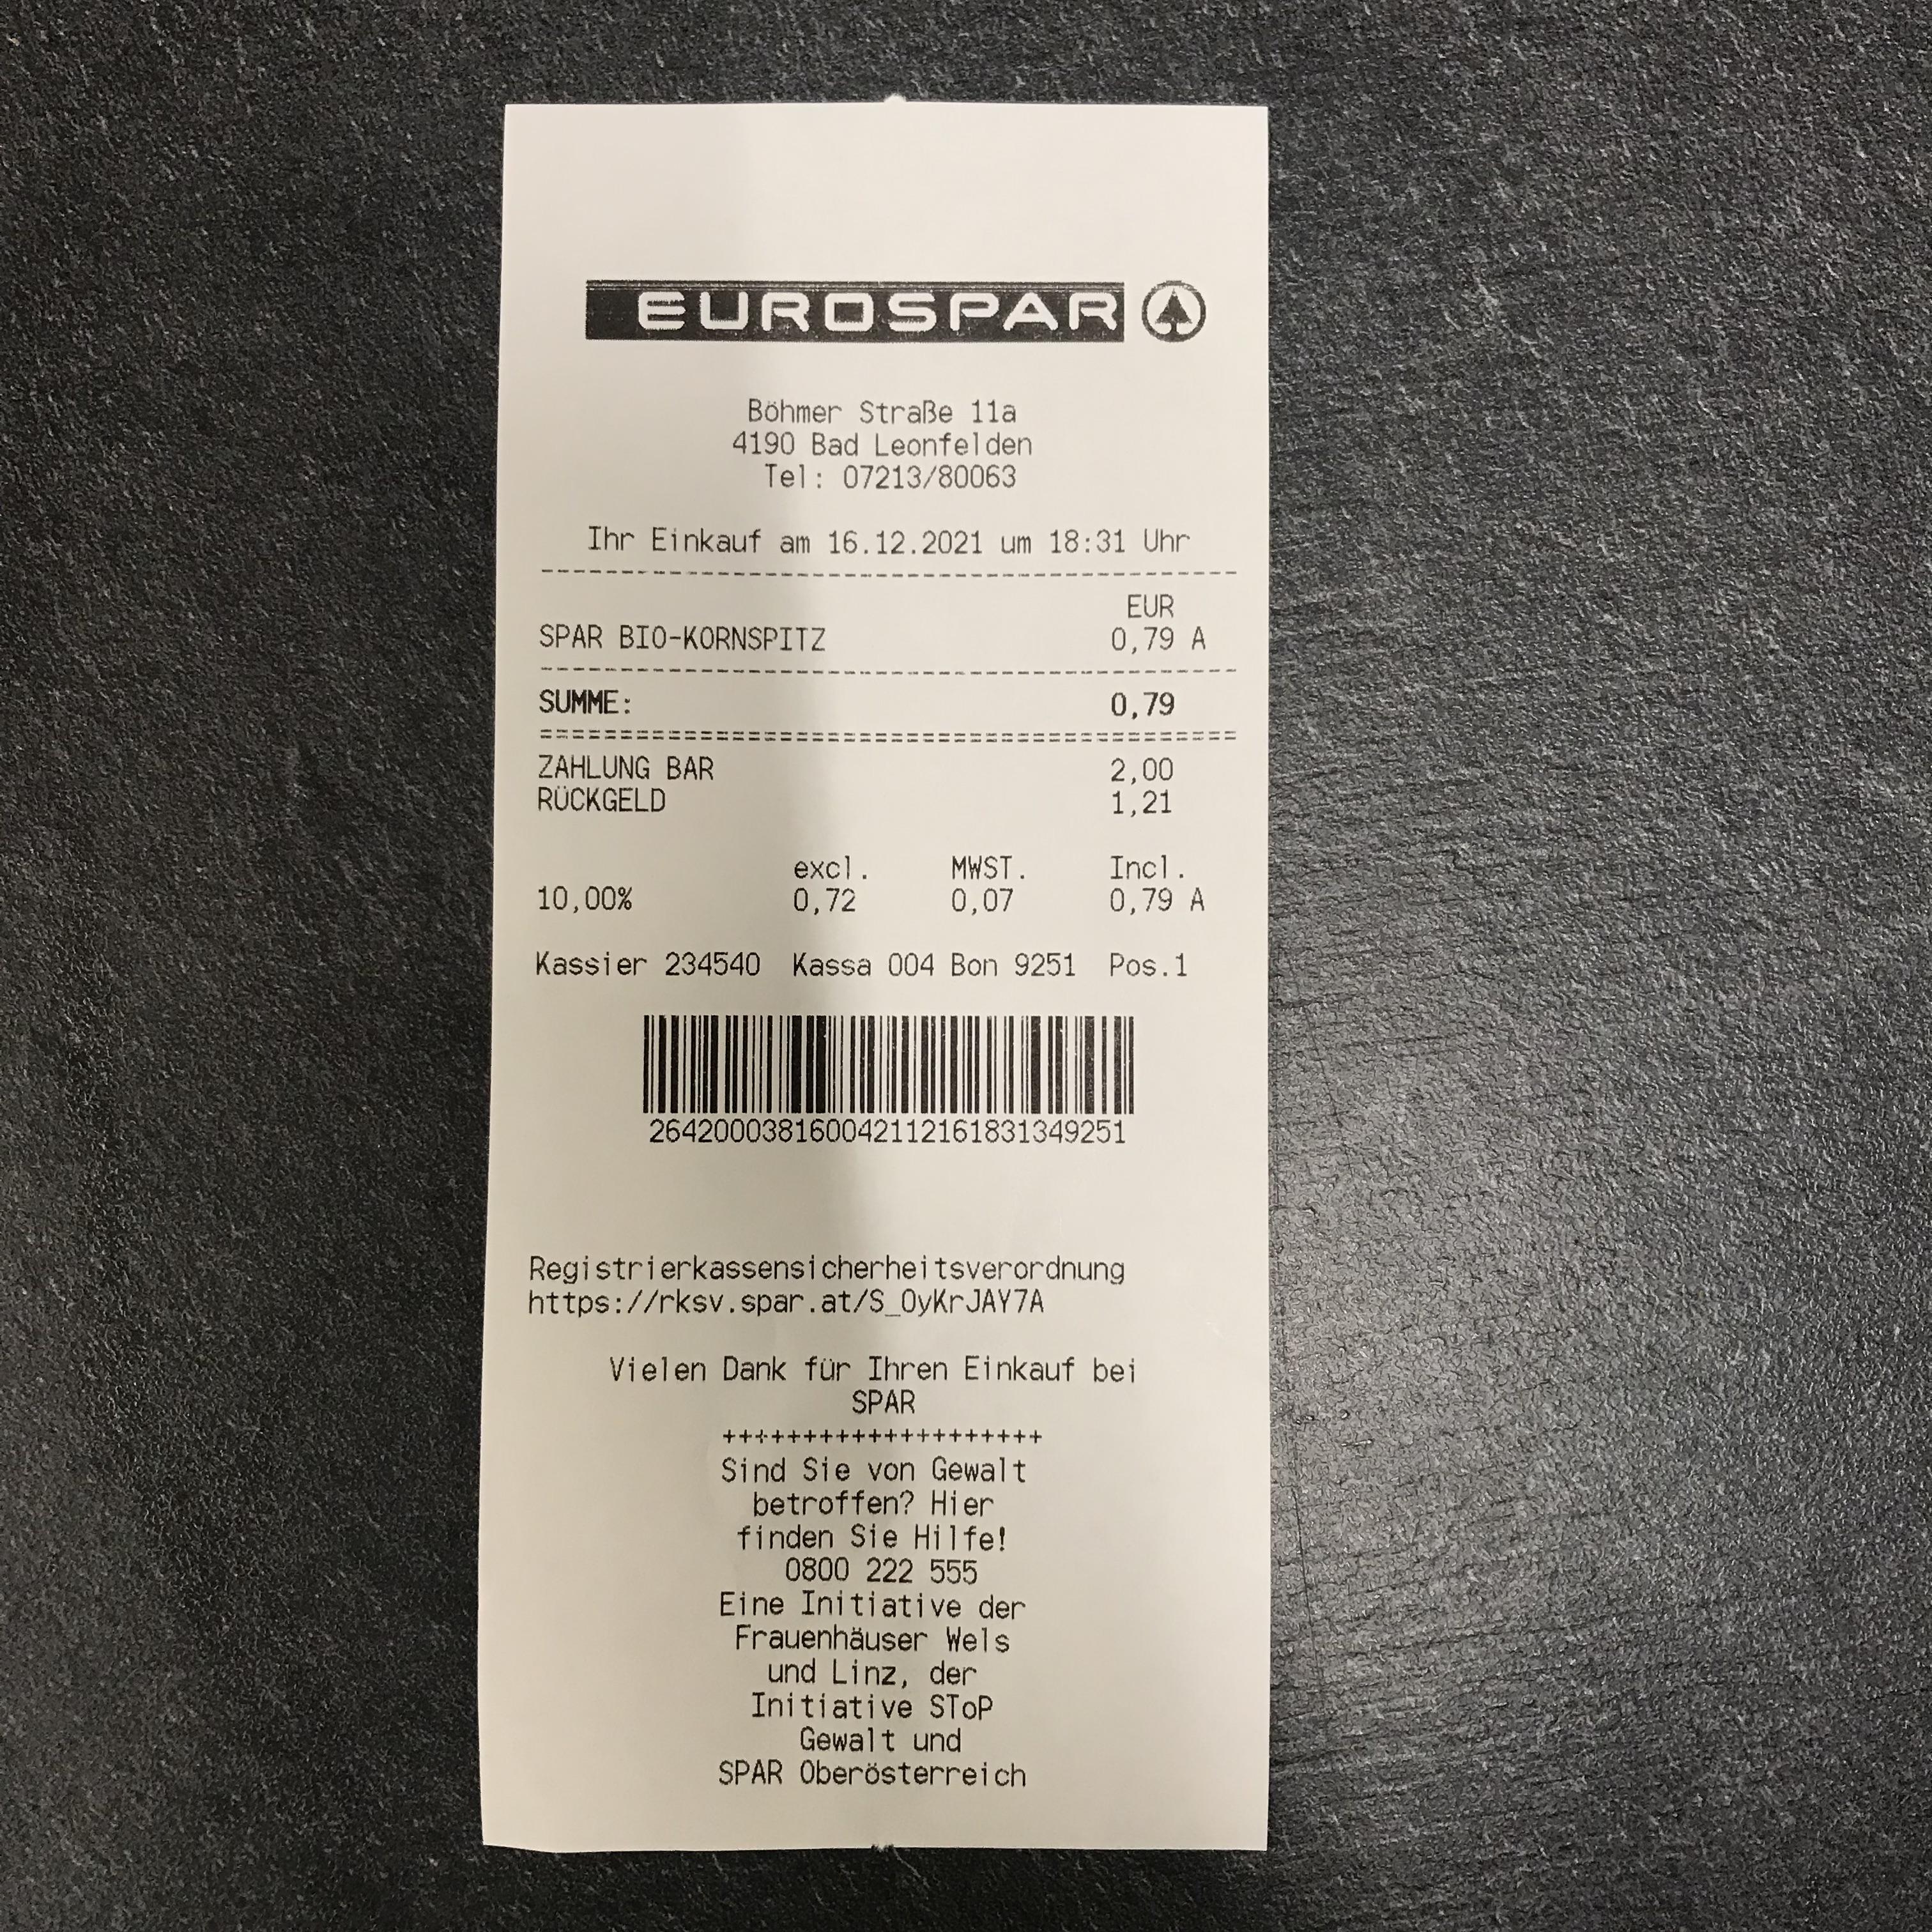 EUROSPAR
Böhmer Straße 11a
4190 Bad Leonfelden
Tel: 07213/80063
Ihr Einkauf am 16.12.2021 um 18:31 Uhr
--------------------------------------------
EUR
SPAR BIO-KORNSPITZ 0,79 A
--------------------------------------------
SUMME: 0,79
============================================
ZAHLUNG BAR 2,00
RÜCKGELD 1,21
excl. MWST. Incl.
10,00% 0,72 0,07 0,79 A
Kassier 234540 Kassa 004 Bon 9251 Pos.1
264200038160042112161831349251
Registrierkassensicherheitsverordnung
https://rksv.spar.at/S_OyKrJAY7A
Vielen Dank für Ihren Einkauf bei
SPAR
++++++++++++++++++++
Sind Sie von Gewalt
betroffen? Hier
finden Sie Hilfe!
0800 222 555
Eine Initiative der
Frauenhäuser Wels
und Linz, der
Initiative SToP
Gewalt und
SPAR Oberösterreich